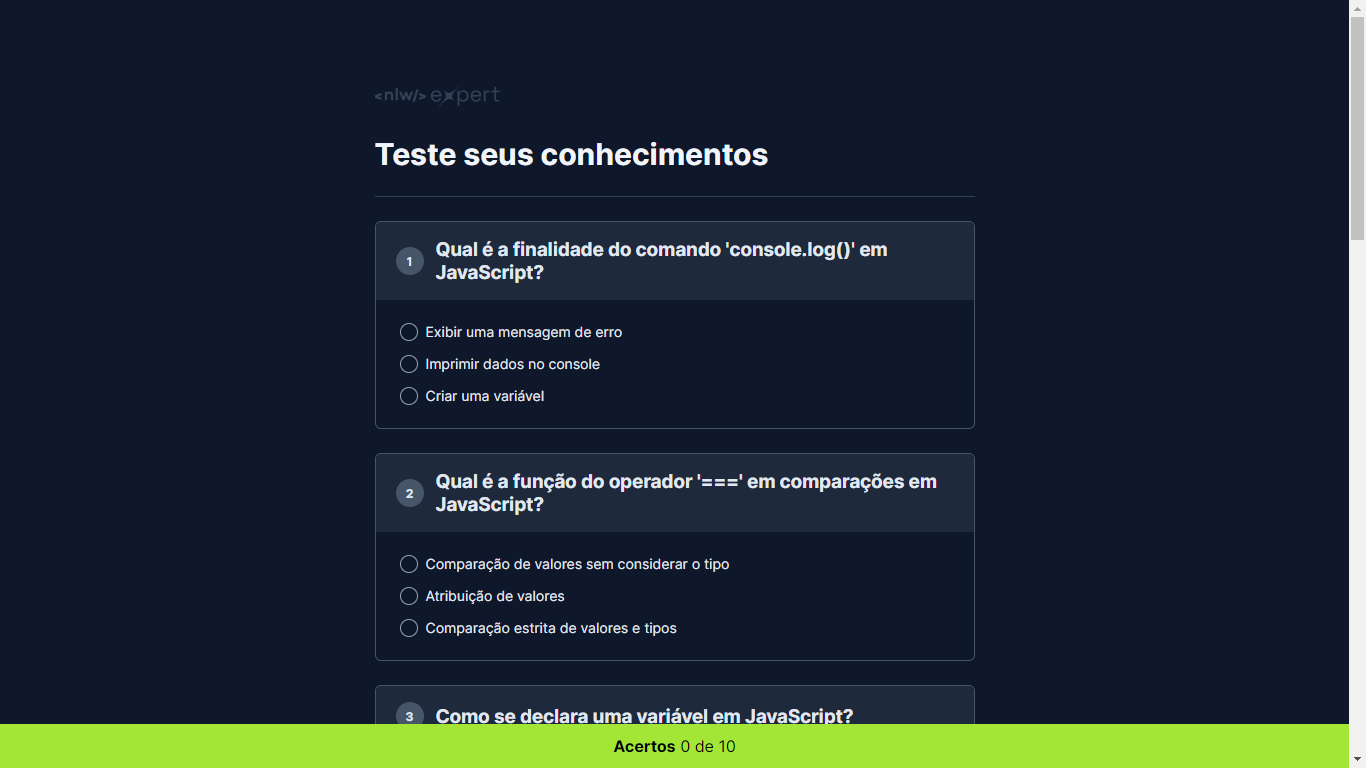 <nlw/> expert
Teste seus conhecimentos
1
Qual é a finalidade do comando 'console.log()' em
JavaScript?
Exibir uma mensagem de erro
Imprimir dados no console
Criar uma variável
2
Qual é a função do operador '===' em comparações em
JavaScript?
Comparação de valores sem considerar o tipo
Atribuição de valores
Comparação estrita de valores e tipos
3
Como se declara uma variável em JavaScript?
Acertos 0 de 10